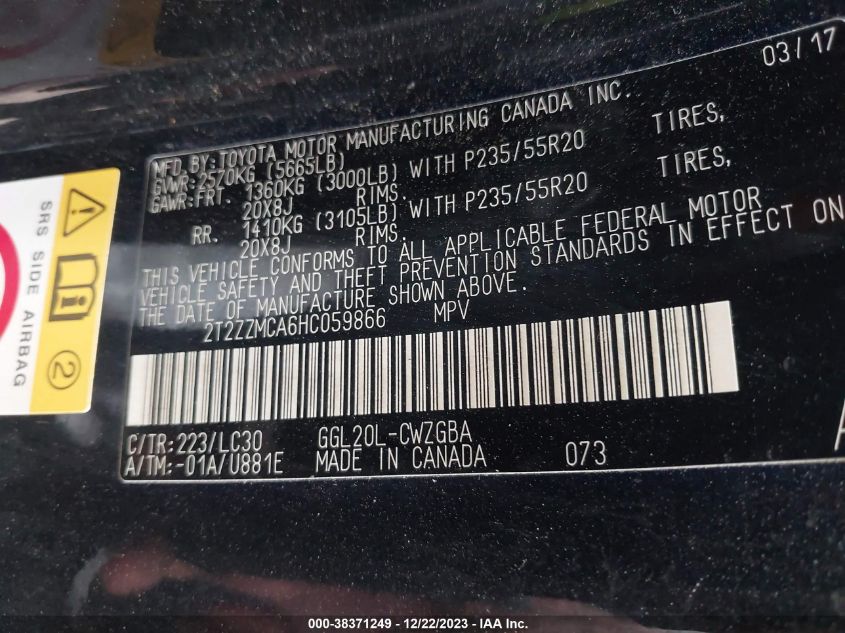 03/17
MFD.BY:TOYOTA MOTOR MANUFACTURING CANADA INC.
GVWR:2570KG (5665LB)
GAWR:FRT. 1360KG (3000LB) WITH P235/55R20 TIRES,
20X8J RIMS.
RR. 1410KG (3105LB) WITH P235/55R20 TIRES,
20X8J RIMS.
THIS VEHICLE CONFORMS TO ALL APPLICABLE FEDERAL MOTOR
VEHICLE SAFETY AND THEFT PREVENTION STANDARDS IN EFFECT ON
THE DATE OF MANUFACTURE SHOWN ABOVE.
2T2ZZMCA6HC059866 MPV
C/TR:223/LC30 GGL20L-CWZGBA
A/TM:-01A/U881E MADE IN CANADA 073
SRS SIDE AIRBAG
2
000-38371249 - 12/22/2023 - IAA Inc.